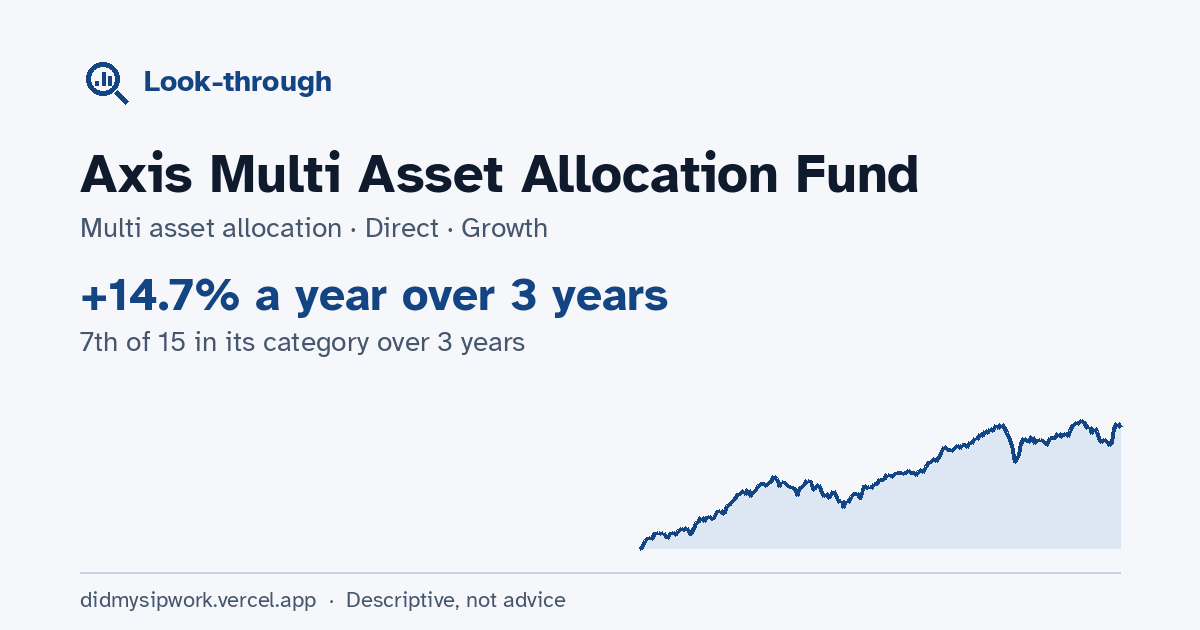 Look-through
Axis Multi Asset Allocation Fund
Multi asset allocation · Direct · Growth
+14.7% a year over 3 years
7th of 15 in its category over 3 years
didmysipwork.vercel.app · Descriptive, not advice